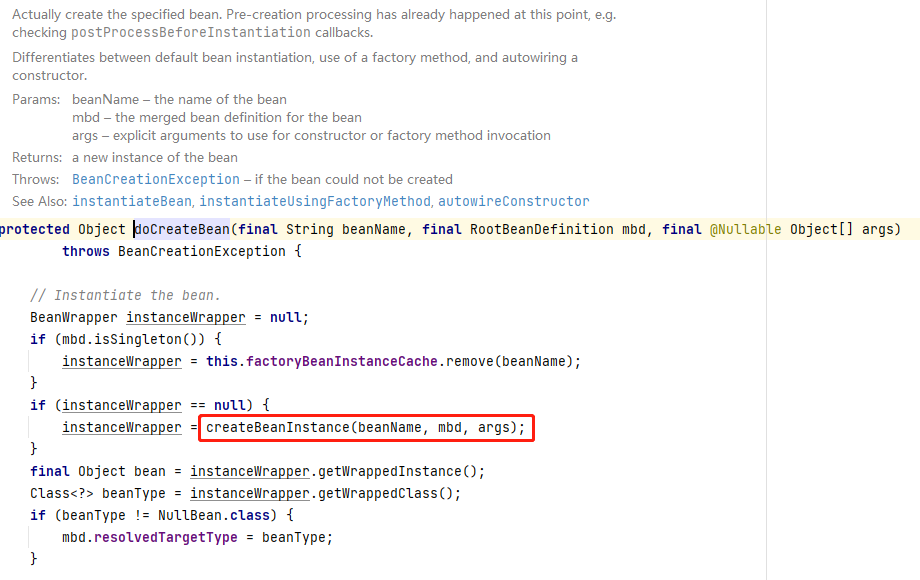 Actually create the specified bean. Pre-creation processing has already happened at this point, e.g.
checking postProcessBeforeInstantiation callbacks.
Differentiates between default bean instantiation, use of a factory method, and autowiring a
constructor.
Params: beanName – the name of the bean
mbd – the merged bean definition for the bean
args – explicit arguments to use for constructor or factory method invocation
Returns: a new instance of the bean
Throws: BeanCreationException – if the bean could not be created
See Also: instantiateBean, instantiateUsingFactoryMethod, autowireConstructor
protected Object doCreateBean(final String beanName, final RootBeanDefinition mbd, final @Nullable Object[] args)
throws BeanCreationException {
// Instantiate the bean.
BeanWrapper instanceWrapper = null;
if (mbd.isSingleton()) {
instanceWrapper = this.factoryBeanInstanceCache.remove(beanName);
}
if (instanceWrapper == null) {
instanceWrapper = createBeanInstance(beanName, mbd, args);
}
final Object bean = instanceWrapper.getWrappedInstance();
Class<?> beanType = instanceWrapper.getWrappedClass();
if (beanType != NullBean.class) {
mbd.resolvedTargetType = beanType;
}